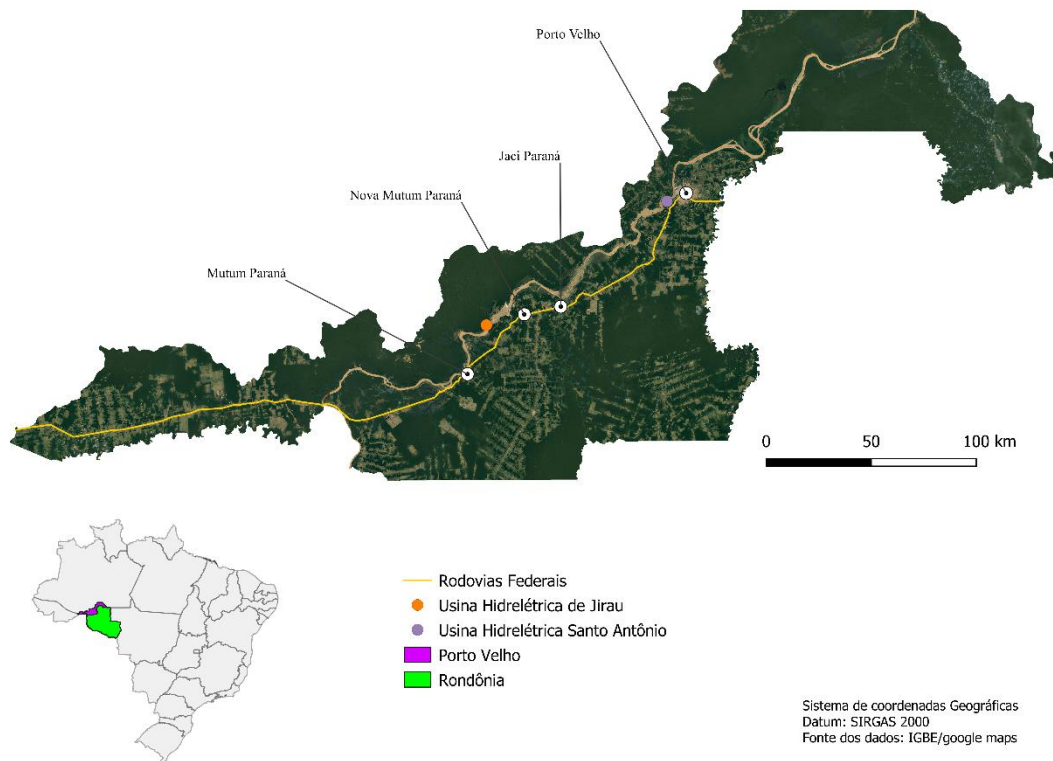 Porto Velho
Jaci Paraná
Nova Mutum Paraná
Mutum Paraná
0 50 100 km
Rodovias Federais
Usina Hidrelétrica de Jirau
Usina Hidrelétrica Santo Antônio
Porto Velho
Rondônia
Sistema de coordenadas Geográficas
Datum: SIRGAS 2000
Fonte dos dados: IGBE/google maps